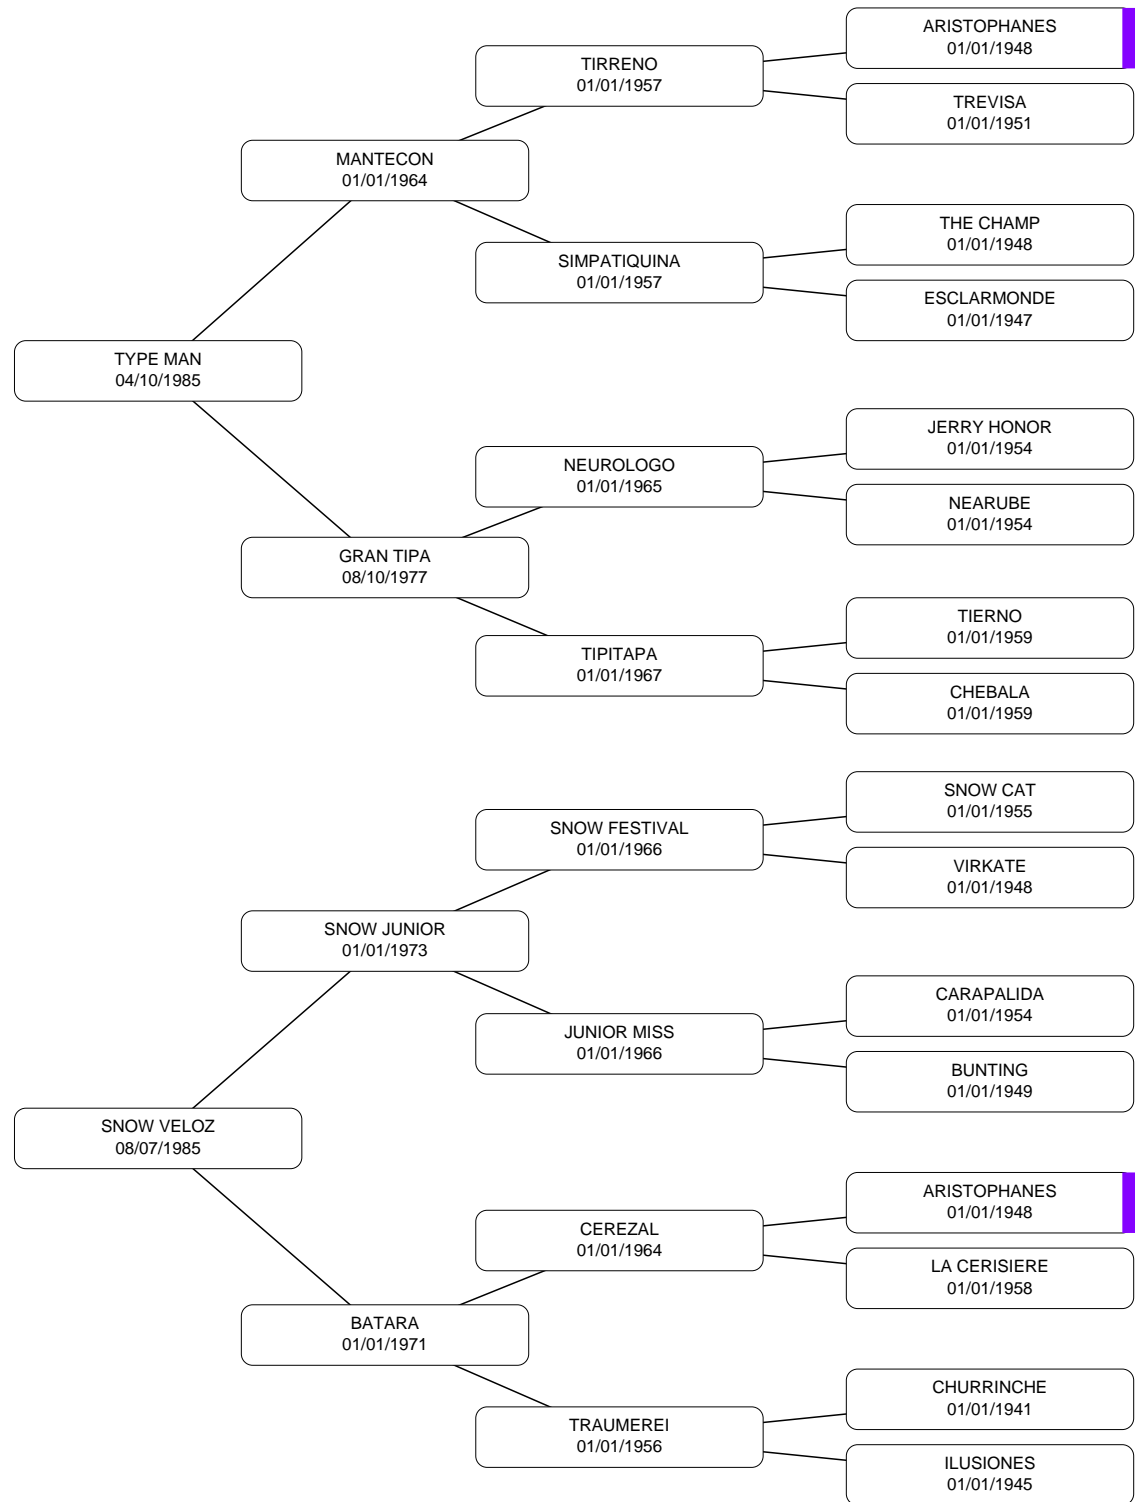 ARISTOPHANES
01/01/1948
TIRRENO
01/01/1957
TREVISA
01/01/1951
MANTECON
01/01/1964
THE CHAMP
01/01/1948
SIMPATIQUINA
01/01/1957
ESCLARMONDE
01/01/1947
TYPE MAN
04/10/1985
JERRY HONOR
01/01/1954
NEUROLOGO
01/01/1965
NEARUBE
01/01/1954
GRAN TIPA
08/10/1977
TIERNO
01/01/1959
TIPITAPA
01/01/1967
CHEBALA
01/01/1959
SNOW CAT
01/01/1955
SNOW FESTIVAL
01/01/1966
VIRKATE
01/01/1948
SNOW JUNIOR
01/01/1973
CARAPALIDA
01/01/1954
JUNIOR MISS
01/01/1966
BUNTING
01/01/1949
SNOW VELOZ
08/07/1985
ARISTOPHANES
01/01/1948
CEREZAL
01/01/1964
LA CERISIERE
01/01/1958
BATARA
01/01/1971
CHURRINCHE
01/01/1941
TRAUMEREI
01/01/1956
ILUSIONES
01/01/1945